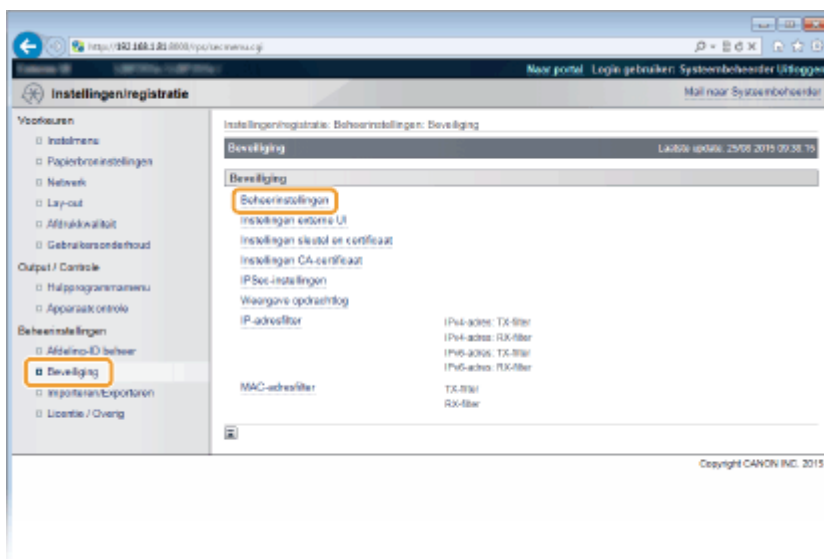 http://192.168.1.81:8000/rps/secmenu.cgi
Naar portal Login gebruiker: Systeembeheerder Uitloggen
Instellingen/registratie
Mail naar Systeembeheerder
Voorkeuren
Instelmenu
Papierbroninstellingen
Netwerk
Lay-out
Afdrukkwaliteit
Gebruikersonderhoud
Output / Controle
Hulpprogrammamenu
Apparaatcontrole
Beheerinstellingen
Afdeling-ID beheer
Beveiliging
Importeren/Exporteren
Licentie / Overig
Instellingen/registratie: Beheerinstellingen: Beveiliging
Beveiliging
Laatste update: 25/08 2015 09:38:15
Beveiliging
Beheerinstellingen
Instellingen externe UI
Instellingen sleutel en certificaat
Instellingen CA-certificaat
IPSec-instellingen
Weergave opdrachtlog
IP-adresfilter
IPv4-adres: TX-filter
IPv4-adres: RX-filter
IPv6-adres: TX-filter
IPv6-adres: RX-filter
MAC-adresfilter
TX-filter
RX-filter
Copyright CANON INC. 2015